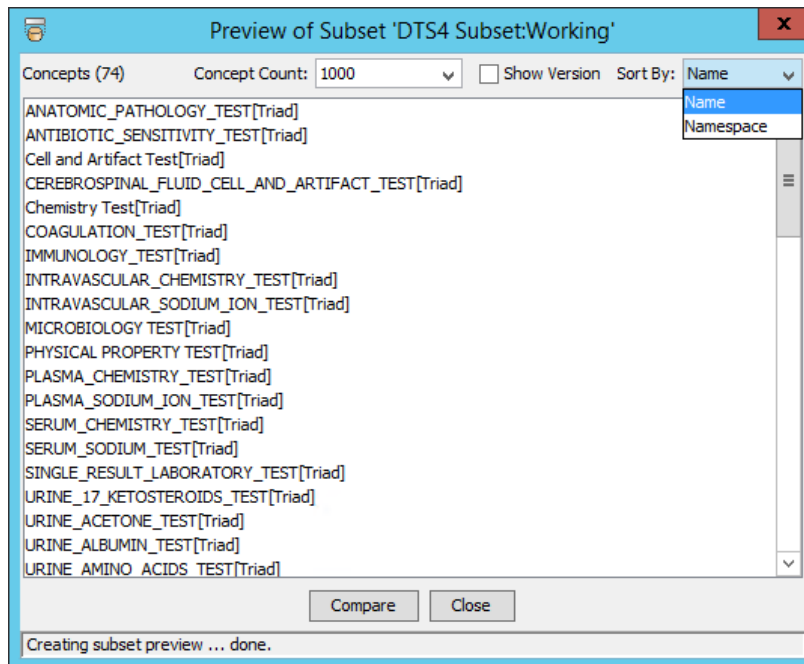 Preview of Subset 'DTS4 Subset:Working'
x
Concepts (74) Concept Count: 1000 Show Version Sort By: Name
Name
Namespace
ANATOMIC_PATHOLOGY_TEST[Triad]
ANTIBIOTIC_SENSITIVITY_TEST[Triad]
Cell and Artifact Test[Triad]
CEREBROSPINAL_FLUID_CELL_AND_ARTIFACT_TEST[Triad]
Chemistry Test[Triad]
COAGULATION_TEST[Triad]
IMMUNOLOGY_TEST[Triad]
INTRAVASCULAR_CHEMISTRY_TEST[Triad]
INTRAVASCULAR_SODIUM_ION_TEST[Triad]
MICROBIOLOGY TEST[Triad]
PHYSICAL PROPERTY TEST[Triad]
PLASMA_CHEMISTRY_TEST[Triad]
PLASMA_SODIUM_ION_TEST[Triad]
SERUM_CHEMISTRY_TEST[Triad]
SERUM_SODIUM_TEST[Triad]
SINGLE_RESULT_LABORATORY_TEST[Triad]
URINE_17_KETOSTEROIDS_TEST[Triad]
URINE_ACETONE_TEST[Triad]
URINE_ALBUMIN_TEST[Triad]
URINE_AMINO_ACIDS_TEST[Triad]
Compare Close
Creating subset preview ... done.